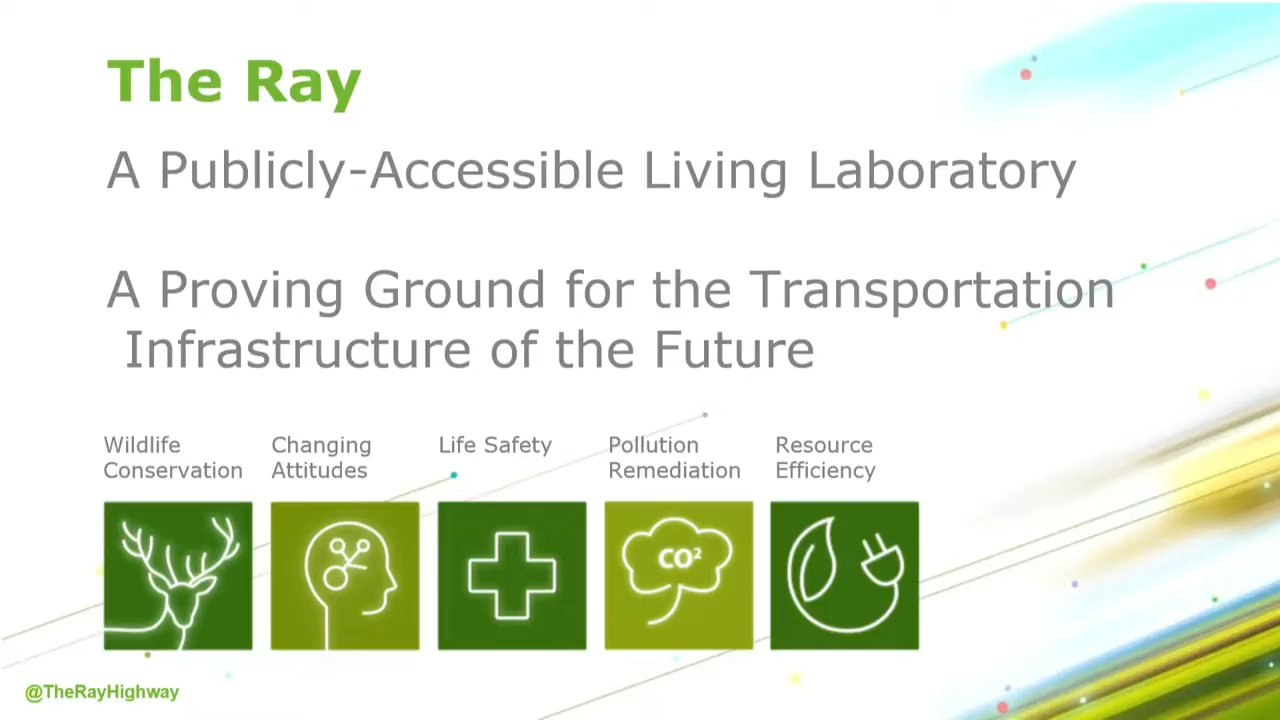 The Ray
A Publicly-Accessible Living Laboratory
A Proving Ground for the Transportation
Infrastructure of the Future
Wildlife
Conservation
Changing
Attitudes
Life Safety
Pollution
Remediation
Resource
Efficiency
CO²
@TheRayHighway